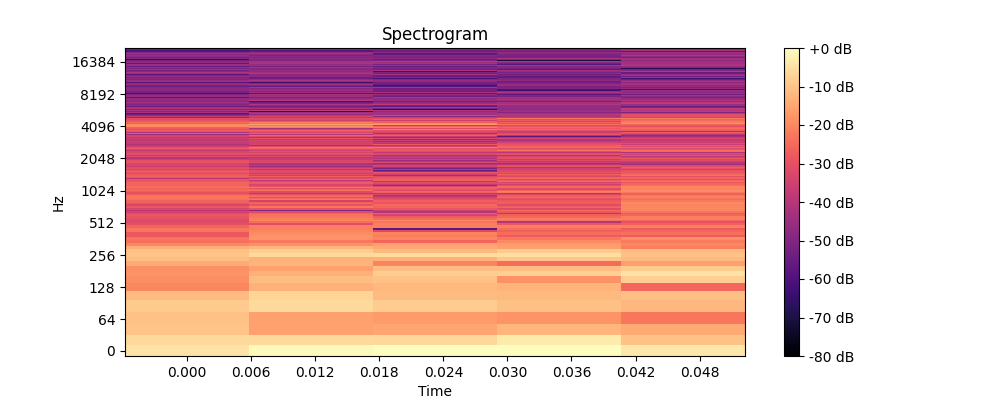 Spectrogram
Hz
16384
8192
4096
2048
1024
512
256
128
64
0
0.000 0.006 0.012 0.018 0.024 0.030 0.036 0.042 0.048
Time
+0 dB
-10 dB
-20 dB
-30 dB
-40 dB
-50 dB
-60 dB
-70 dB
-80 dB